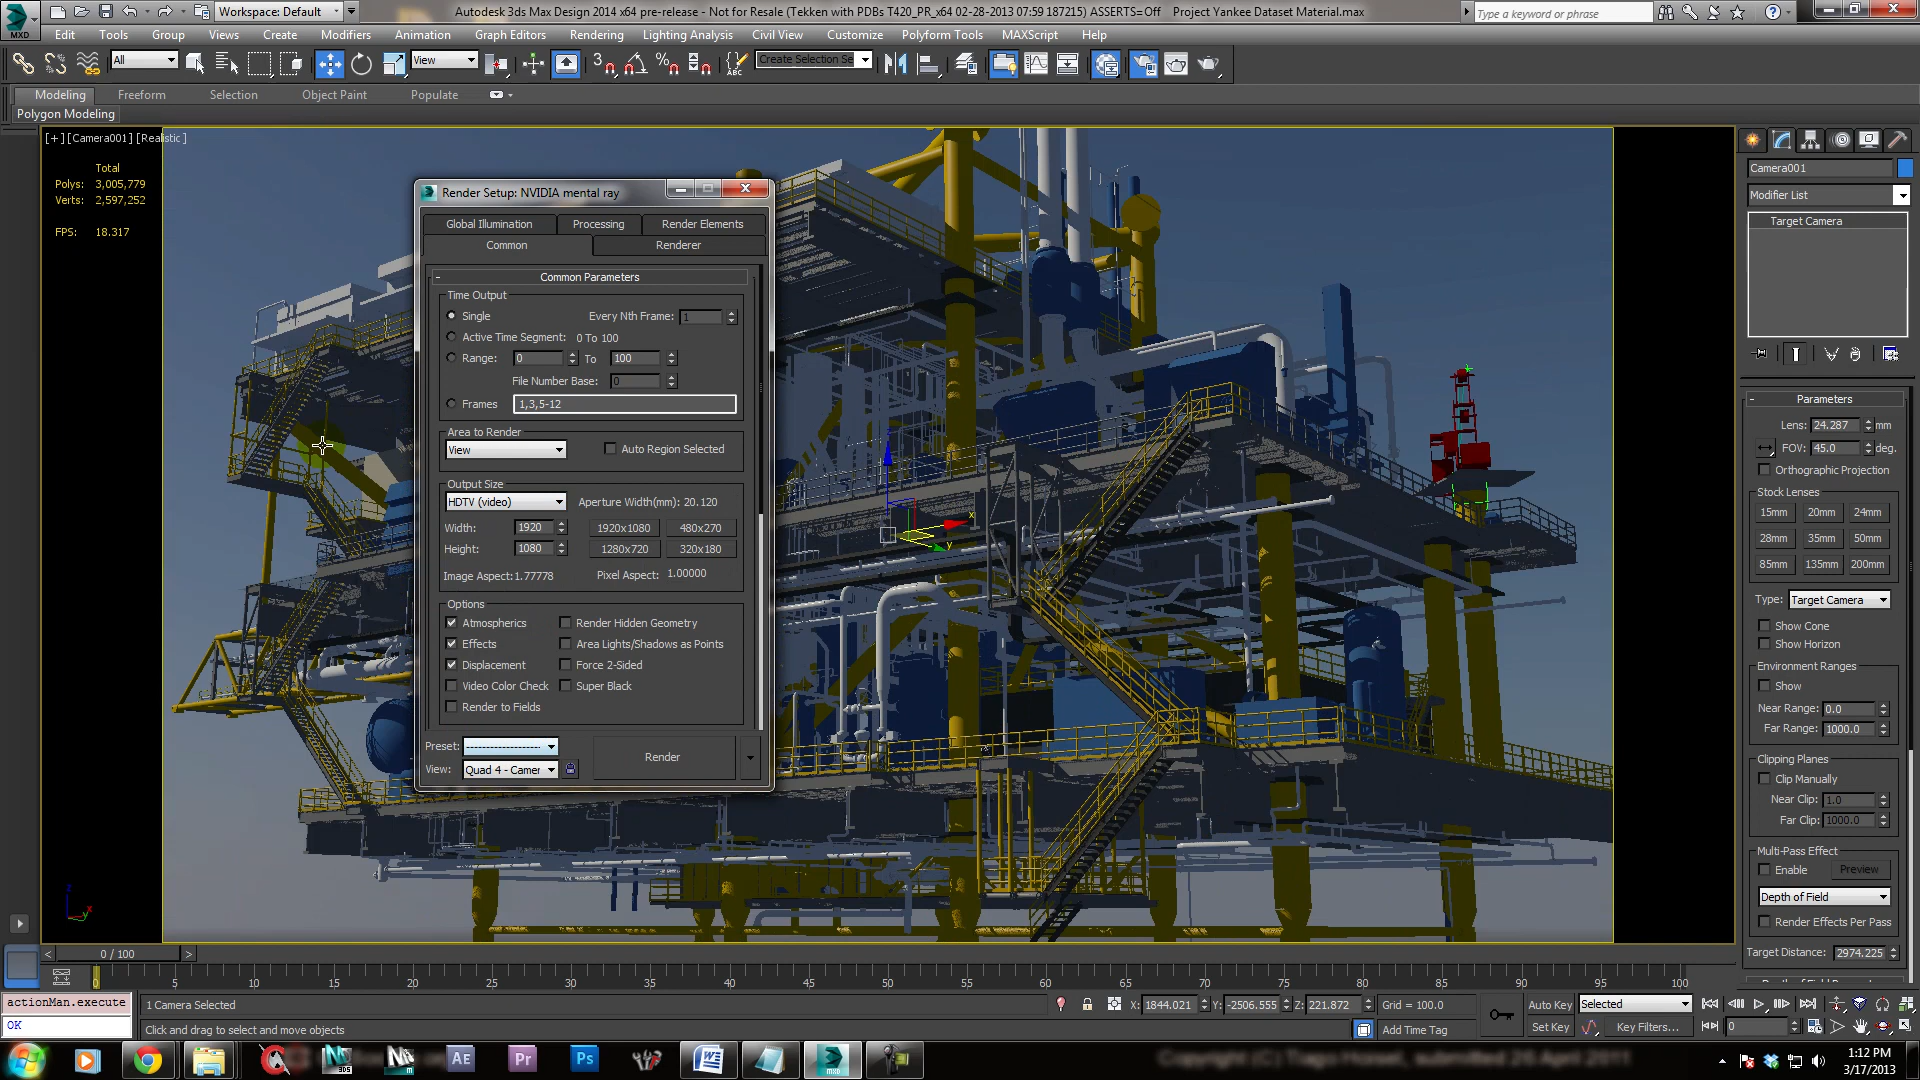 MXD
Workspace: Default
Autodesk 3ds Max Design 2014 x64 pre-release - Not for Resale (Tekken with PDBs T420_PR_x64 02-28-2013 07:59 187215) ASSERTS=Off Project Yankee Dataset Material.max
Type a keyword or phrase
Edit Tools Group Views Create Modifiers Animation Graph Editors Rendering Lighting Analysis Civil View Customize Polyform Tools MAXScript Help
All View 3 Create Selection Se
Modeling Freeform Selection Object Paint Populate
Polygon Modeling
[+] [Camera001] [Realistic]
Total
Polys: 3,005,779
Verts: 2,597,252
FPS: 18.317
Render Setup: NVIDIA mental ray
Global Illumination Processing Render Elements
Common Renderer
- Common Parameters
Time Output
Single Every Nth Frame: 1
Active Time Segment: 0 To 100
Range: 0 To 100
File Number Base: 0
Frames 1,3,5-12
Area to Render
View Auto Region Selected
Output Size
HDTV (video) Aperture Width(mm): 20.120
Width: 1920 1920x1080 480x270
Height: 1080 1280x720 320x180
Image Aspect:1.77778 Pixel Aspect: 1.00000
Options
Atmospherics Render Hidden Geometry
Effects Area Lights/Shadows as Points
Displacement Force 2-Sided
Video Color Check Super Black
Render to Fields
Preset: --------------------
View: Quad 4 - Camer
Render
x
y
Camera001
Modifier List
Target Camera
- Parameters
Lens: 24.287 mm
FOV: 45.0 deg.
Orthographic Projection
Stock Lenses
15mm 20mm 24mm
28mm 35mm 50mm
85mm 135mm 200mm
Type: Target Camera
Show Cone
Show Horizon
Environment Ranges
Show
Near Range: 0.0
Far Range: 1000.0
Clipping Planes
Clip Manually
Near Clip: 1.0
Far Clip: 1000.0
Multi-Pass Effect
Enable Preview
Depth of Field
Render Effects Per Pass
Target Distance: 2974.225
< 0 / 100 >
0 5 10 15 20 25 30 35 40 45 50 55 60 65 70 75 80 85 90 95 100
actionMan.execute
OK
1 Camera Selected X: 1844.021 Y: -2506.555 Z: 221.872 Grid = 100.0 Auto Key Selected
Click and drag to select and move objects Add Time Tag Set Key Key Filters... 0
AE Pr Ps MXD
1:12 PM
3/17/2013